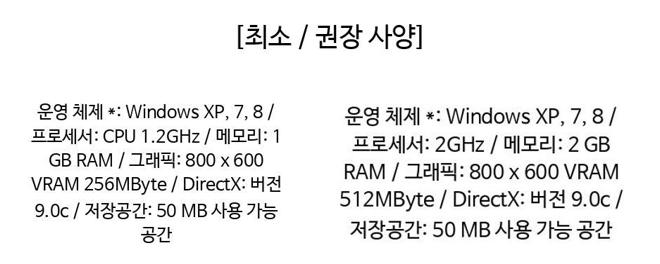 [최소 / 권장 사양]
운영 체제 *: Windows XP, 7, 8 /
프로세서: CPU 1.2GHz / 메모리: 1
GB RAM / 그래픽: 800 x 600
VRAM 256MByte / DirectX: 버전
9.0c / 저장공간: 50 MB 사용 가능
공간
운영 체제 *: Windows XP, 7, 8 /
프로세서: 2GHz / 메모리: 2 GB
RAM / 그래픽: 800 x 600 VRAM
512MByte / DirectX: 버전 9.0c /
저장공간: 50 MB 사용 가능 공간